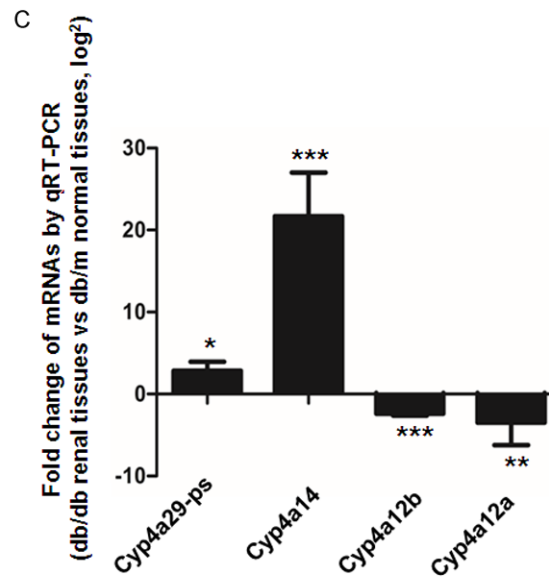 C
Fold change of mRNAs by qRT-PCR
(db/db renal tissues vs db/m normal tissues, log²)
30
20
10
0
-10
***
*
***
**
Cyp4a29-ps
Cyp4a14
Cyp4a12b
Cyp4a12a